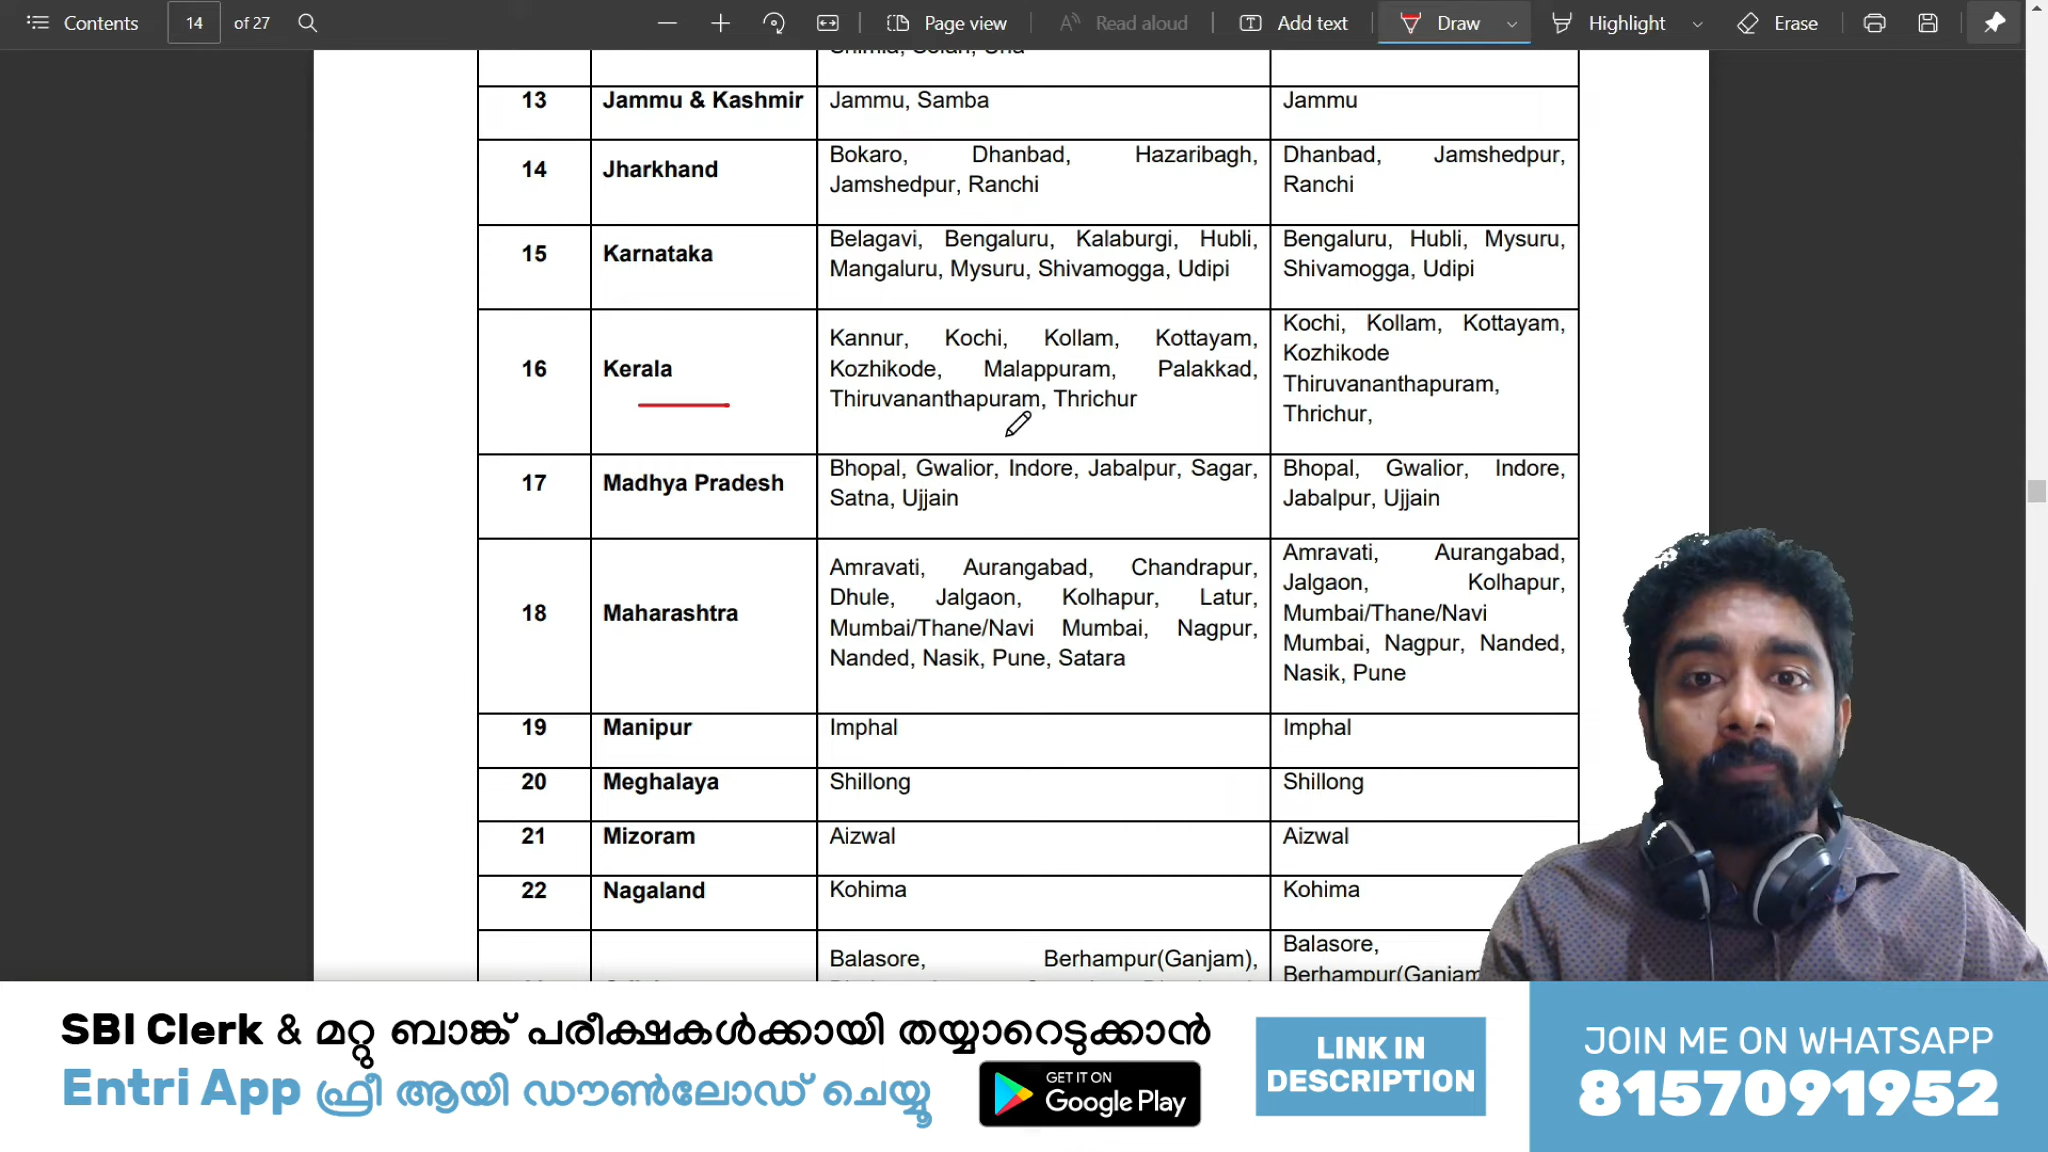 Contents 14 of 27 Page view Read aloud Add text Draw Highlight Erase
Shimla, Solan, Una
13 Jammu & Kashmir Jammu, Samba Jammu
14 Jharkhand
Bokaro, Dhanbad, Hazaribagh,
Jamshedpur, Ranchi
Dhanbad, Jamshedpur,
Ranchi
15 Karnataka
Belagavi, Bengaluru, Kalaburgi, Hubli,
Mangaluru, Mysuru, Shivamogga, Udipi
Bengaluru, Hubli, Mysuru,
Shivamogga, Udipi
16 Kerala
Kannur, Kochi, Kollam, Kottayam,
Kozhikode, Malappuram, Palakkad,
Thiruvananthapuram, Thrichur
Kochi, Kollam, Kottayam,
Kozhikode
Thiruvananthapuram,
Thrichur,
17 Madhya Pradesh
Bhopal, Gwalior, Indore, Jabalpur, Sagar,
Satna, Ujjain
Bhopal, Gwalior, Indore,
Jabalpur, Ujjain
18 Maharashtra
Amravati, Aurangabad, Chandrapur,
Dhule, Jalgaon, Kolhapur, Latur,
Mumbai/Thane/Navi Mumbai, Nagpur,
Nanded, Nasik, Pune, Satara
Amravati, Aurangabad,
Jalgaon, Kolhapur,
Mumbai/Thane/Navi
Mumbai, Nagpur, Nanded,
Nasik, Pune
19 Manipur Imphal Imphal
20 Meghalaya Shillong Shillong
21 Mizoram Aizwal Aizwal
22 Nagaland Kohima Kohima
Balasore, Berhampur(Ganjam),
Balasore,
Berhampur(Ganjam
SBI Clerk & മറ്റു ബാങ്ക് പരീക്ഷകൾക്കായി തയ്യാറെടുക്കാൻ
Entri App ഫ്രീ ആയി ഡൗൺലോഡ് ചെയ്യൂ
GET IT ON
Google Play
LINK IN
DESCRIPTION
JOIN ME ON WHATSAPP
8157091952